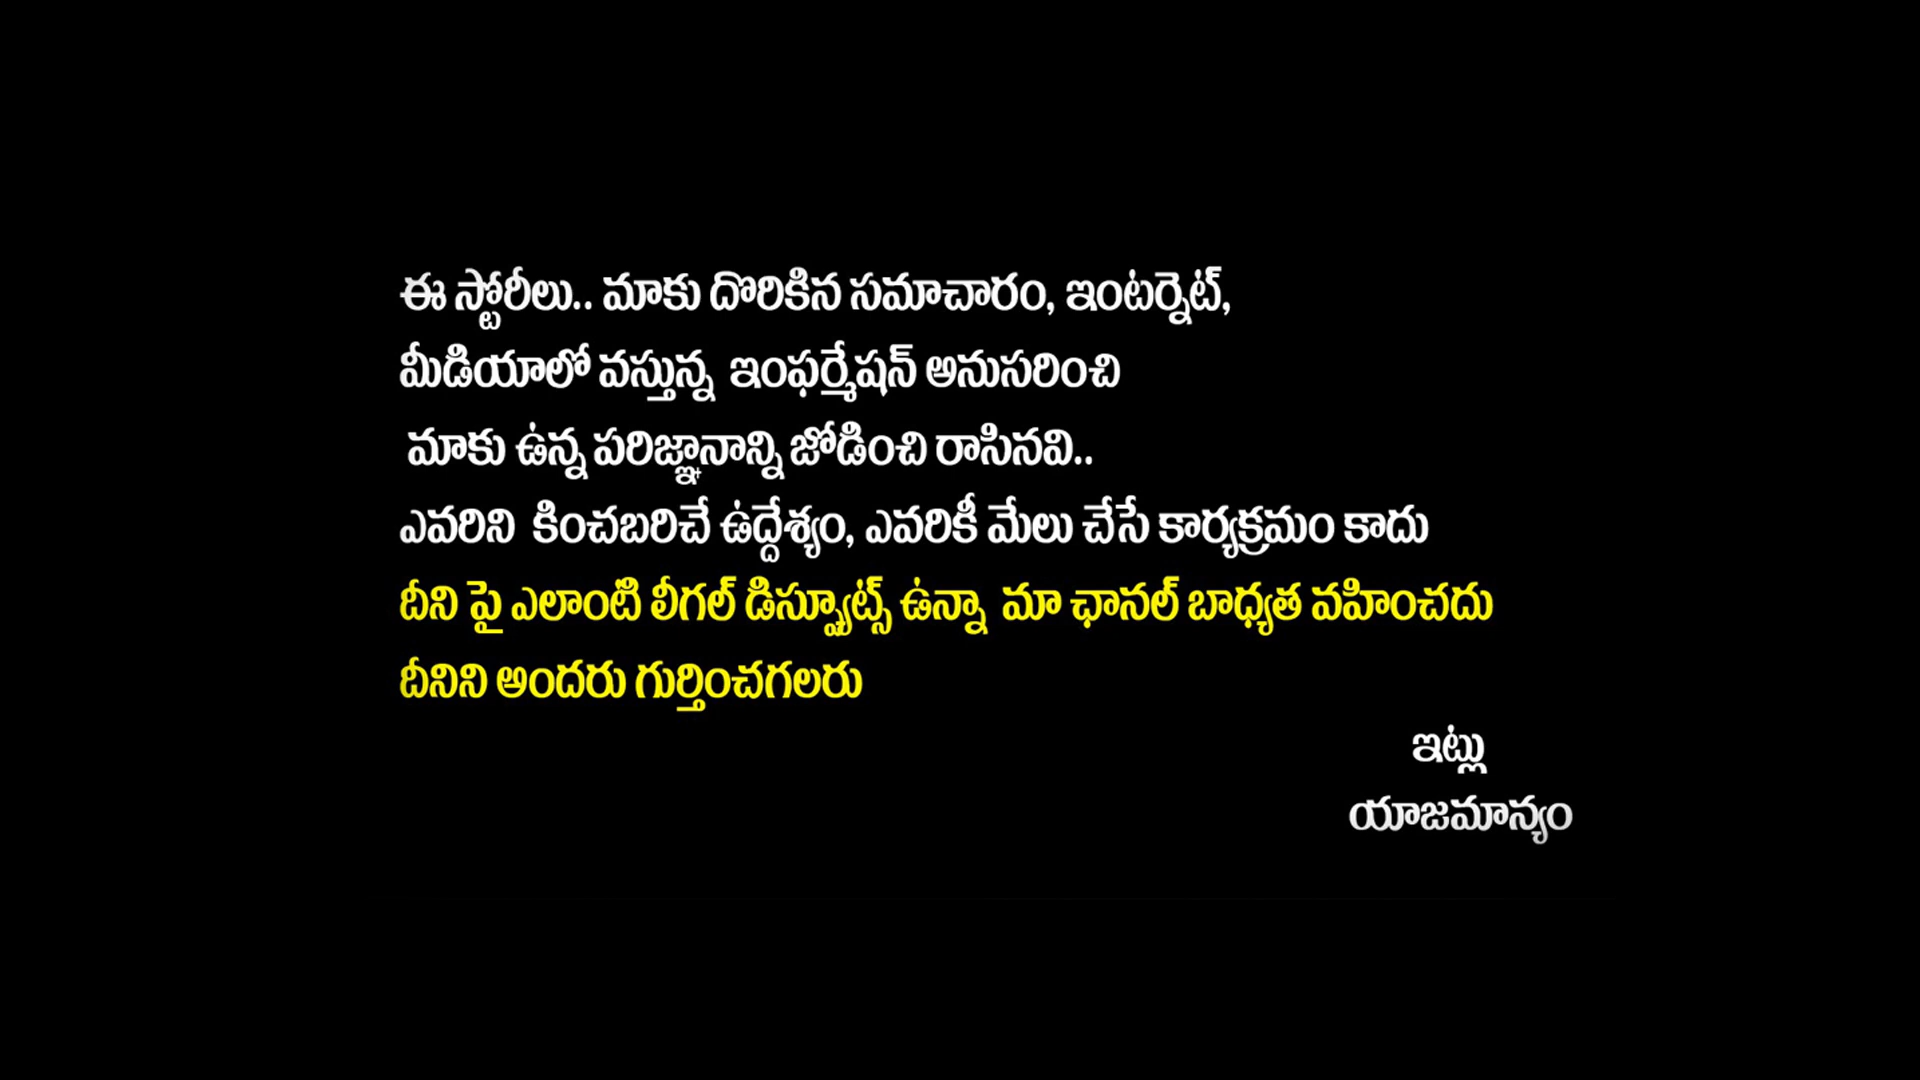 ఈ స్టోరీలు.. మాకు దొరికిన సమాచారం, ఇంటర్నెట్,
మీడియాలో వస్తున్న ఇంఫర్మేషన్ అనుసరించి
మాకు ఉన్న పరిజ్ఞానాన్ని జోడించి రాసినవి..
ఎవరిని కించబరిచే ఉద్దేశ్యం, ఎవరికీ మేలు చేసే కార్యక్రమం కాదు
దీని పై ఎలాంటి లీగల్ డిస్ప్యూట్స్ ఉన్నా మా ఛానల్ బాధ్యత వహించదు
దీనిని అందరు గుర్తించగలరు
ఇట్లు
యాజమాన్యం